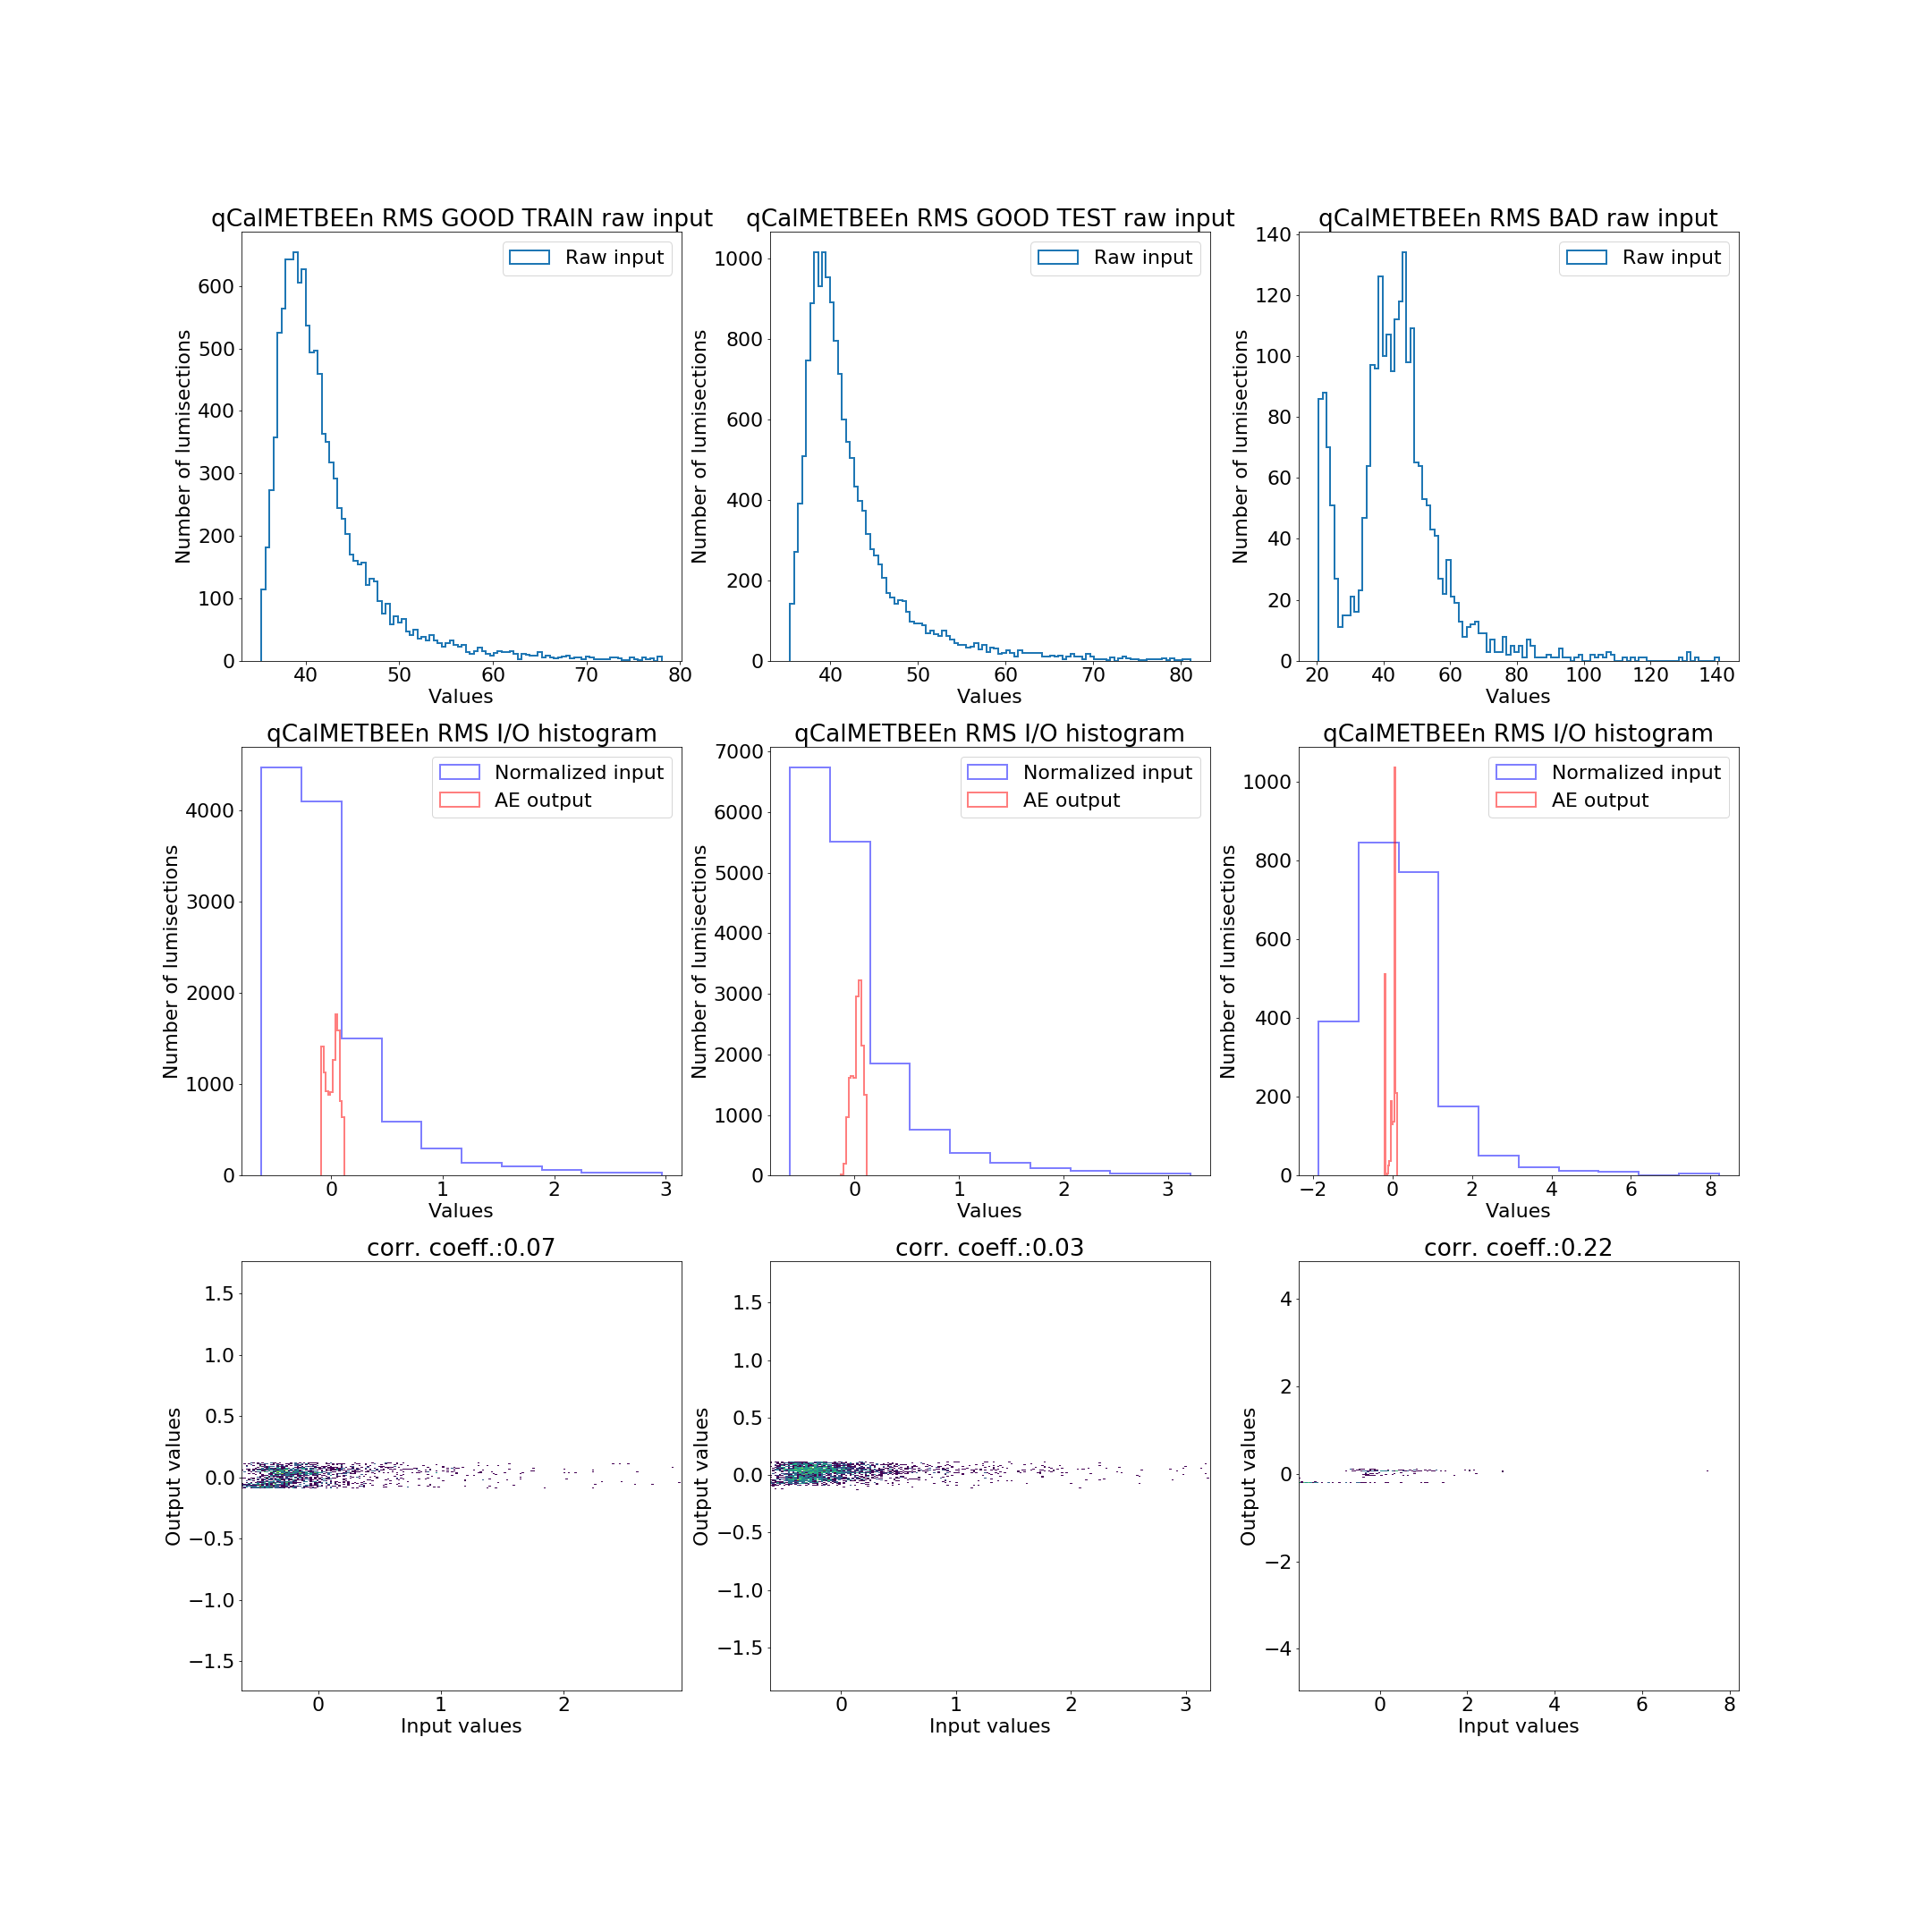 qCalMETBEEn RMS GOOD TRAIN raw input
Raw input
Number of lumisections
0
100
200
300
400
500
600
40
50
60
70
80
Values
qCalMETBEEn RMS GOOD TEST raw input
Raw input
Number of lumisections
0
200
400
600
800
1000
40
50
60
70
80
Values
qCalMETBEEn RMS BAD raw input
Raw input
Number of lumisections
0
20
40
60
80
100
120
140
20
40
60
80
100
120
140
Values
qCalMETBEEn RMS I/O histogram
Normalized input
AE output
Number of lumisections
0
1000
2000
3000
4000
0
1
2
3
Values
qCalMETBEEn RMS I/O histogram
Normalized input
AE output
Number of lumisections
0
1000
2000
3000
4000
5000
6000
7000
0
1
2
3
Values
qCalMETBEEn RMS I/O histogram
Normalized input
AE output
Number of lumisections
0
200
400
600
800
1000
−2
0
2
4
6
8
Values
corr. coeff.:0.07
Output values
1.5
1.0
0.5
0.0
−0.5
−1.0
−1.5
0
1
2
Input values
corr. coeff.:0.03
Output values
1.5
1.0
0.5
0.0
−0.5
−1.0
−1.5
0
1
2
3
Input values
corr. coeff.:0.22
Output values
4
2
0
−2
−4
0
2
4
6
8
Input values